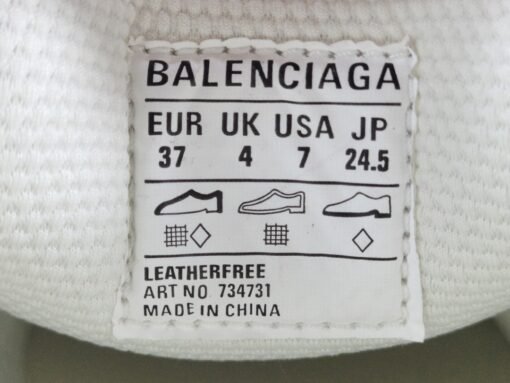 BALENCIAGA
EUR UK USA JP
37 4 7 24.5
LEATHERFREE
ART NO. 734731
MADE IN CHINA